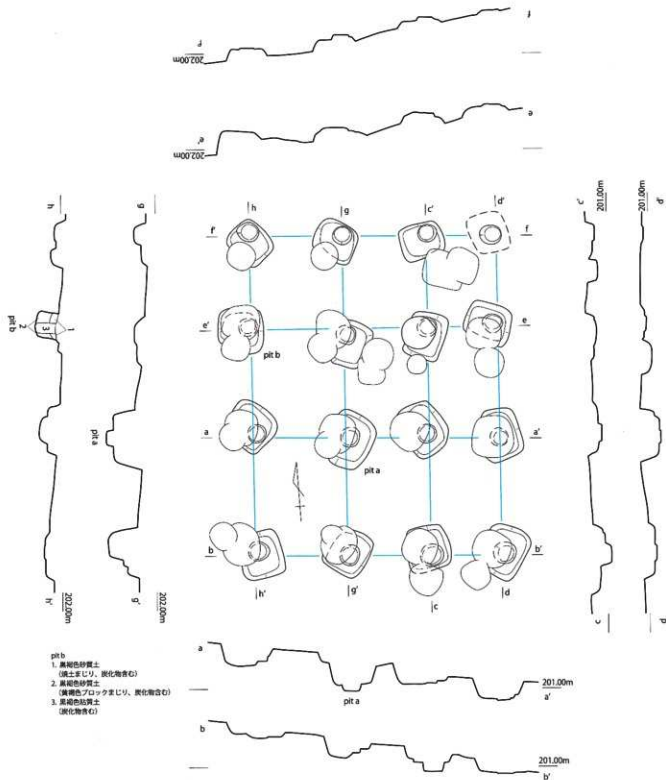 f
f'
202.00m
e
e'
202.00m
h
g
h
g
c'
d'
c'
201.00m
d'
201.00m
f'
f
e'
e
pit b
1
2
3
pit b
a
a'
pit a
pit a
b
b'
h'
g'
c
d
h'
202.00m
g'
202.00m
c
d
pit b
1. 黒褐色砂質土
(焼土まじり、炭化物含む)
2. 黒褐色砂質土
(黄褐色ブロックまじり、炭化物含む)
3. 黒褐色粘質土
(炭化物含む)
a
201.00m
a'
pit a
b
201.00m
b'